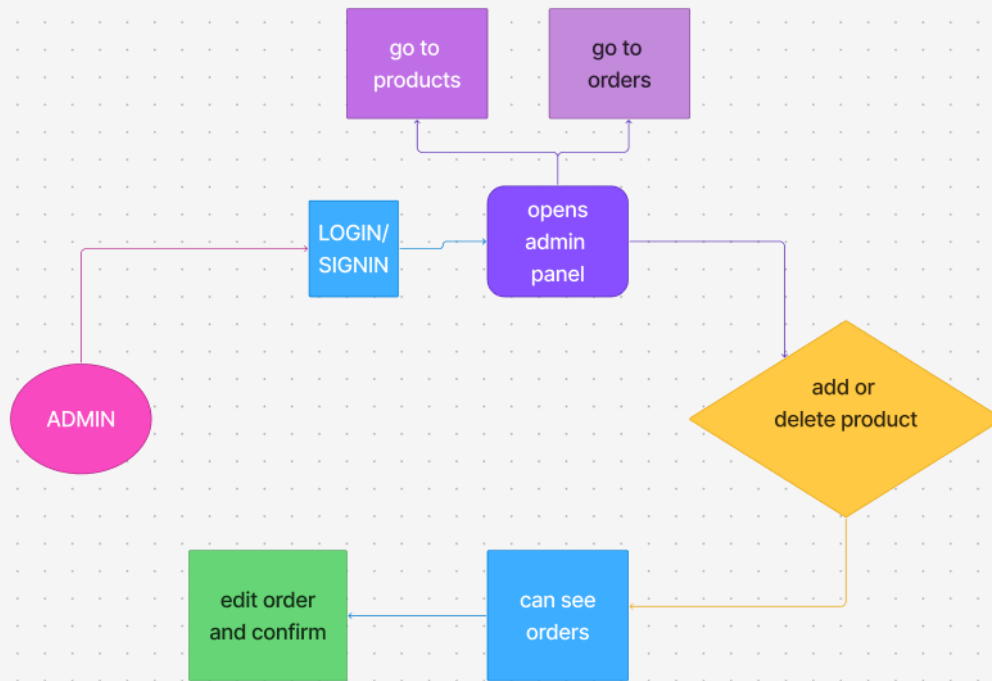 go to
products
go to
orders
LOGIN/
SIGNIN
opens
admin
panel
ADMIN
add or
delete product
edit order
and confirm
can see
orders